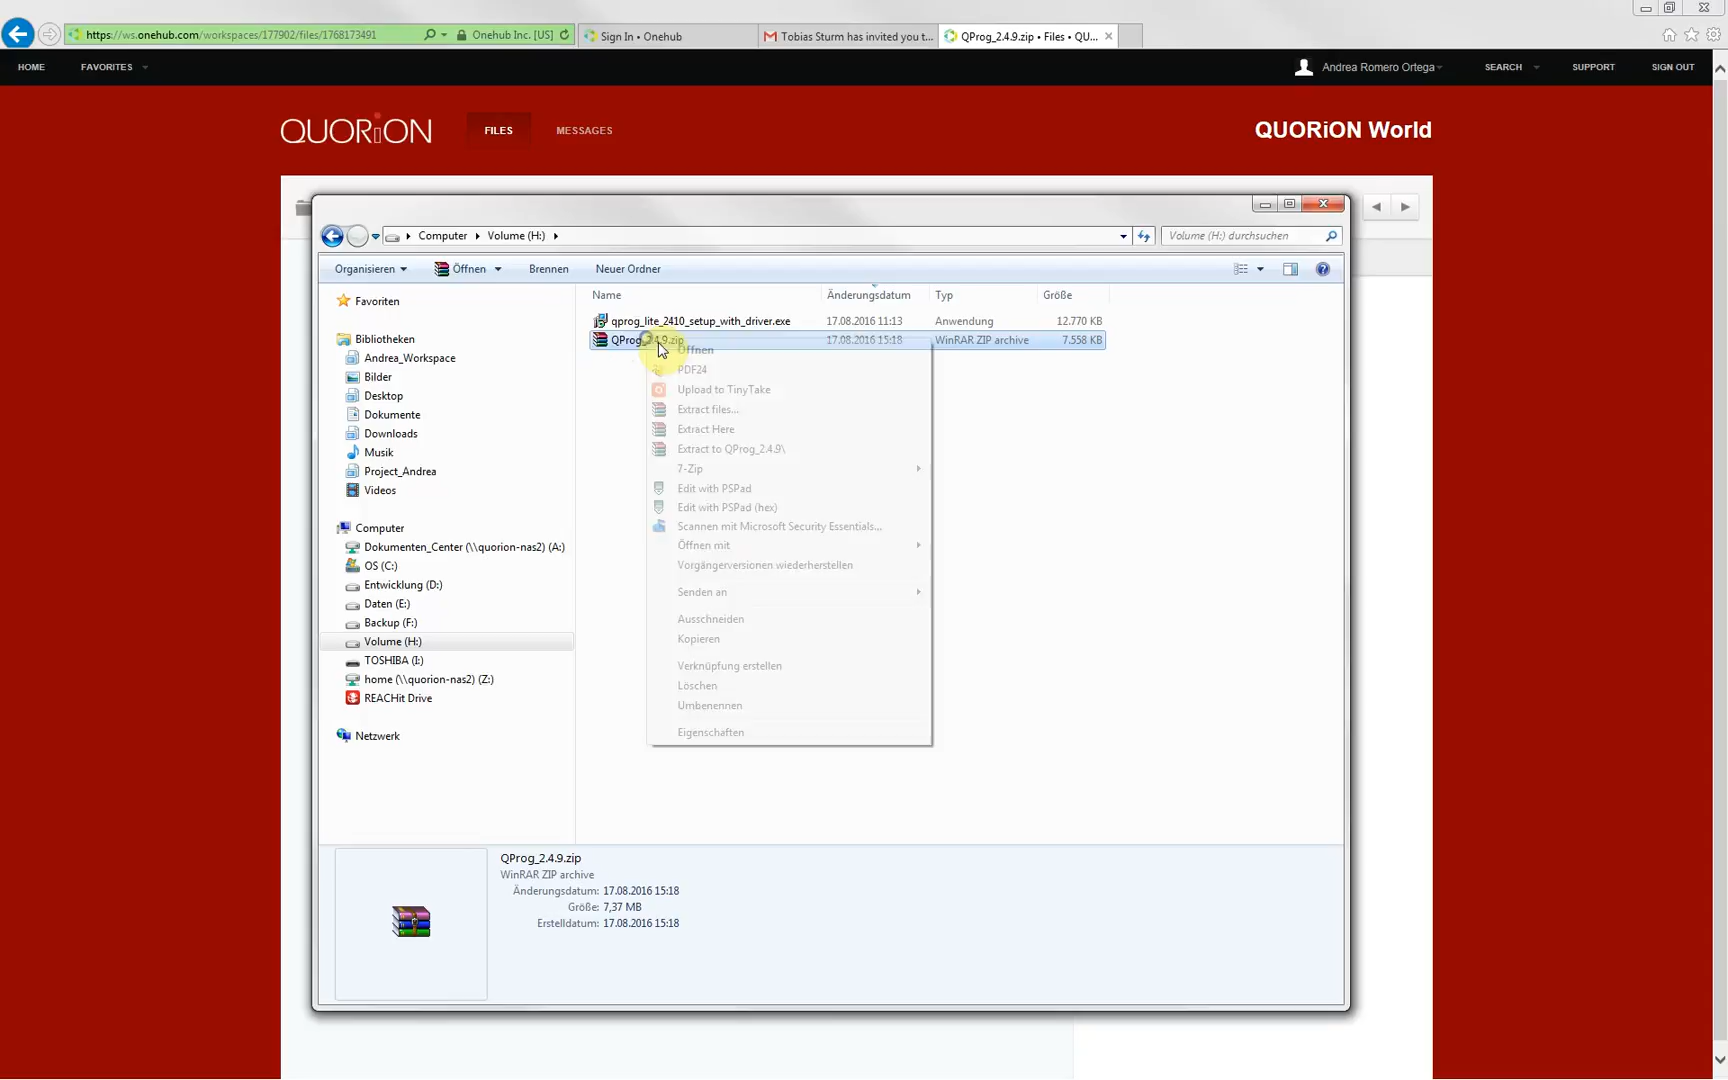 https://ws.onehub.com/workspaces/177902/files/1768173491
Onehub Inc. [US]
Sign In • Onehub
Tobias Sturm has invited you t...
QProg_2.4.9.zip • Files • QU...
HOME
FAVORITES
Andrea Romero Ortega
SEARCH
SUPPORT
SIGN OUT
QUORiON
FILES
MESSAGES
QUORiON World
Computer
Volume (H:)
Volume (H:) durchsuchen
Organisieren
Öffnen
Brennen
Neuer Ordner
Name
Änderungsdatum
Typ
Größe
qprog_lite_2410_setup_with_driver.exe
17.08.2016 11:13
Anwendung
12.770 KB
QProg_2.4.9.zip
17.08.2016 15:18
WinRAR ZIP archive
7.558 KB
Favoriten
Bibliotheken
Andrea_Workspace
Bilder
Desktop
Dokumente
Downloads
Musik
Project_Andrea
Videos
Computer
Dokumenten_Center (\\quorion-nas2) (A:)
OS (C:)
Entwicklung (D:)
Daten (E:)
Backup (F:)
Volume (H:)
TOSHIBA (I:)
home (\\quorion-nas2) (Z:)
REACHit Drive
Netzwerk
Öffnen
PDF24
Upload to TinyTake
Extract files...
Extract Here
Extract to QProg_2.4.9\
7-Zip
Edit with PSPad
Edit with PSPad (hex)
Scannen mit Microsoft Security Essentials...
Öffnen mit
Vorgängerversionen wiederherstellen
Senden an
Ausschneiden
Kopieren
Verknüpfung erstellen
Löschen
Umbenennen
Eigenschaften
QProg_2.4.9.zip
WinRAR ZIP archive
Änderungsdatum: 17.08.2016 15:18
Größe: 7,37 MB
Erstelldatum: 17.08.2016 15:18